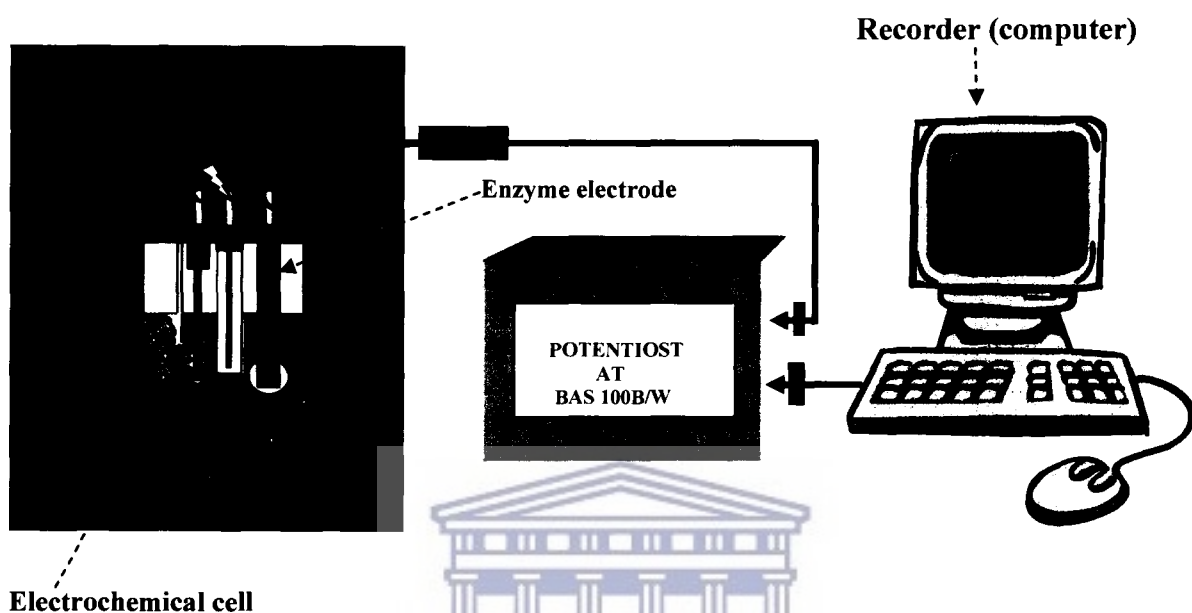 Recorder (computer)
Enzyme electrode
POTENTIOST
AT
BAS 100B/W
Electrochemical cell